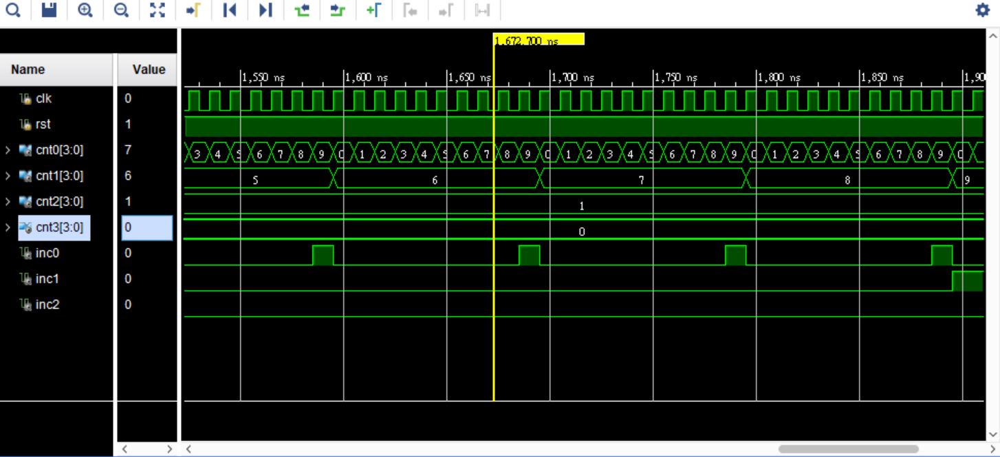 1,672.700 ns
Name Value
1,550 ns 1,600 ns 1,650 ns 1,700 ns 1,750 ns 1,800 ns 1,850 ns 1,90
clk 0
rst 1
cnt0[3:0] 7 3 4 5 6 7 8 9 0 1 2 3 4 5 6 7 8 9 0 1 2 3 4 5 6 7 8 9 0 1 2 3 4 5 6 7 8 9 0
cnt1[3:0] 6 5 6 7 8 9
cnt2[3:0] 1 1
cnt3[3:0] 0 0
inc0 0
inc1 0
inc2 0